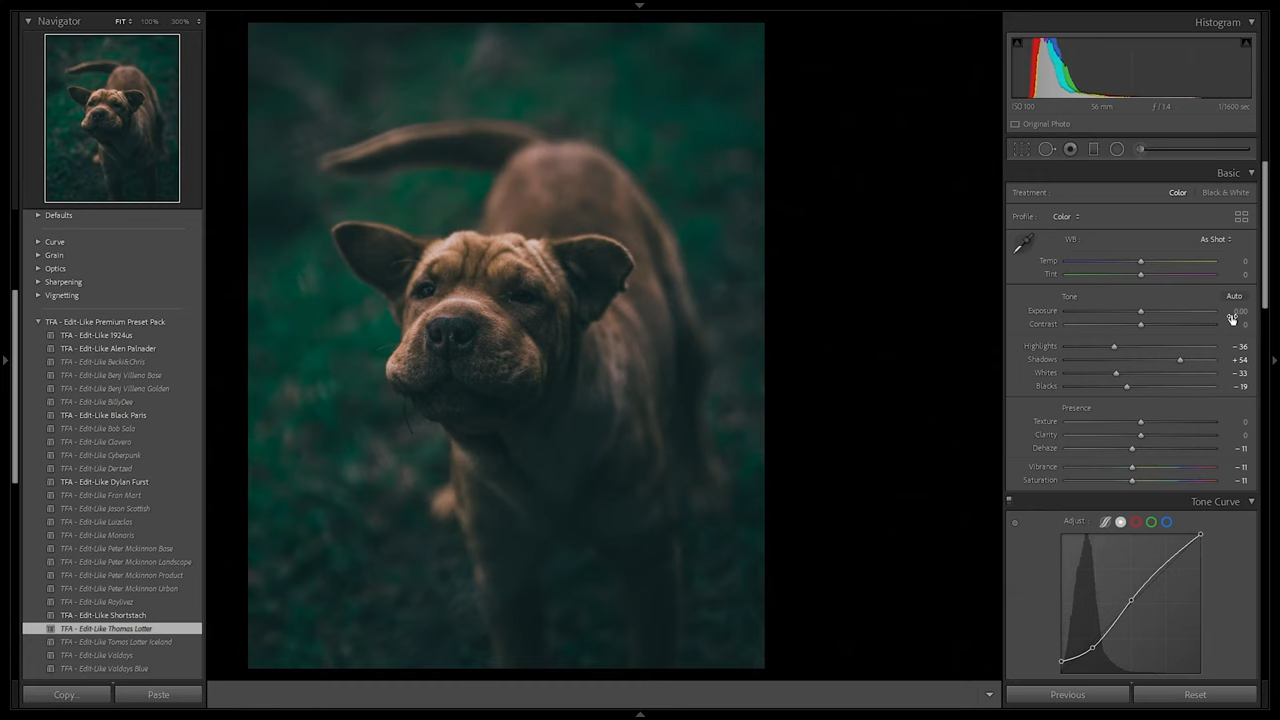 Navigator
FIT
100%
300%
Defaults
Curve
Grain
Optics
Sharpening
Vignetting
TFA - Edit-Like Premium Preset Pack
TFA - Edit-Like 1924us
TFA - Edit-Like Alen Palnader
TFA - Edit-Like Becki&Chris
TFA - Edit-Like Benj Villena Base
TFA - Edit-Like Benj Villena Golden
TFA - Edit-Like BillyDee
TFA - Edit-Like Black Paris
TFA - Edit-Like Bob Sala
TFA - Edit-Like Clavero
TFA - Edit-Like Cyberpunk
TFA - Edit-Like Dertzed
TFA - Edit-Like Dylan Furst
TFA - Edit-Like Fran Mart
TFA - Edit-Like Jason Scottish
TFA - Edit-Like Luizclas
TFA - Edit-Like Monaris
TFA - Edit-Like Peter Mckinnon Base
TFA - Edit-Like Peter Mckinnon Landscape
TFA - Edit-Like Peter Mckinnon Product
TFA - Edit-Like Peter Mckinnon Urban
TFA - Edit-Like Raylivez
TFA - Edit-Like Shortstach
TFA - Edit-Like Thomas Lotter
TFA - Edit-Like Tomas Lotter Iceland
TFA - Edit-Like Valdays
TFA - Edit-Like Valdays Blue
Copy...
Paste
Histogram
ISO 100 56 mm ƒ / 1.4 1/1600 sec
Original Photo
Basic
Treatment : Color Black & White
Profile : Color
WB : As Shot
Temp 0
Tint 0
Tone Auto
Exposure 0.00
Contrast 0
Highlights – 36
Shadows + 54
Whites – 33
Blacks – 19
Presence
Texture 0
Clarity 0
Dehaze – 11
Vibrance – 11
Saturation – 11
Tone Curve
Adjust :
Previous
Reset